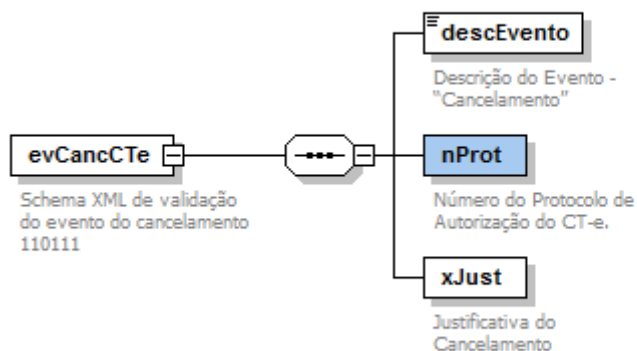 descEvento
Descrição do Evento -
"Cancelamento"
evCancCTe
Schema XML de validação
do evento do cancelamento
110111
nProt
Número do Protocolo de
Autorização do CT-e.
xJust
Justificativa do
Cancelamento